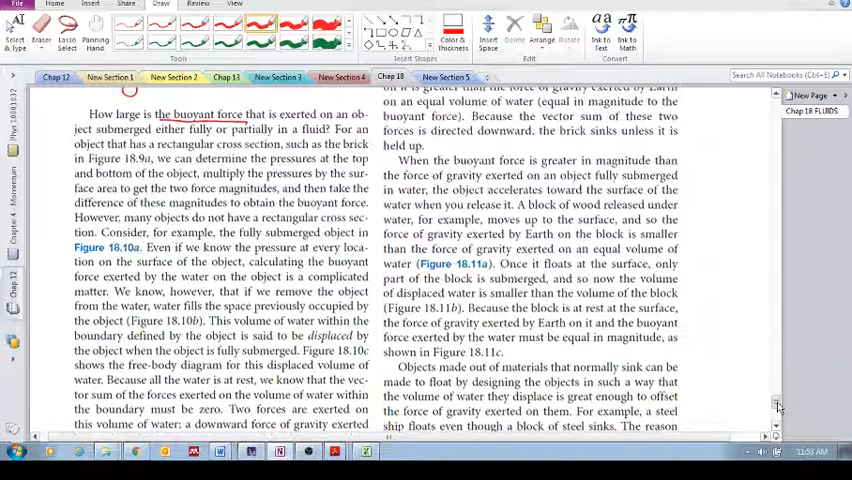 File
Home
Insert
Share
Draw
Review
View
Select & Type
Eraser
Lasso Select
Panning Hand
Tools
Insert Shapes
Color & Thickness
Insert Space
Delete
Arrange
Rotate
Edit
Ink to Text
Ink to Math
Convert
Chap 12
New Section 1
New Section 2
Chap 13
New Section 3
New Section 4
Chap 18
New Section 5
Search All Notebooks (Ctrl+E)
New Page
Chap 18 FLUIDS
Phys 10141032
Chapter 4 - Momentum
Chap 12
How large is the buoyant force that is exerted on an ob-
ject submerged either fully or partially in a fluid? For an
object that has a rectangular cross section, such as the brick
in Figure 18.9a, we can determine the pressures at the top
and bottom of the object, multiply the pressures by the sur-
face area to get the two force magnitudes, and then take the
difference of these magnitudes to obtain the buoyant force.
However, many objects do not have a rectangular cross sec-
tion. Consider, for example, the fully submerged object in
Figure 18.10a. Even if we know the pressure at every loca-
tion on the surface of the object, calculating the buoyant
force exerted by the water on the object is a complicated
matter. We know, however, that if we remove the object
from the water, water fills the space previously occupied by
the object (Figure 18.10b). This volume of water within the
boundary defined by the object is said to be displaced by
the object when the object is fully submerged. Figure 18.10c
shows the free-body diagram for this displaced volume of
water. Because all the water is at rest, we know that the vec-
tor sum of the forces exerted on the volume of water within
the boundary must be zero. Two forces are exerted on
this volume of water: a downward force of gravity exerted
on it is greater than the force of gravity exerted by Earth
on an equal volume of water (equal in magnitude to the
buoyant force). Because the vector sum of these two
forces is directed downward, the brick sinks unless it is
held up.
When the buoyant force is greater in magnitude than
the force of gravity exerted on an object fully submerged
in water, the object accelerates toward the surface of the
water when you release it. A block of wood released under
water, for example, moves up to the surface, and so the
force of gravity exerted by Earth on the block is smaller
than the force of gravity exerted on an equal volume of
water (Figure 18.11a). Once it floats at the surface, only
part of the block is submerged, and so now the volume
of displaced water is smaller than the volume of the block
(Figure 18.11b). Because the block is at rest at the surface,
the force of gravity exerted by Earth on it and the buoyant
force exerted by the water must be equal in magnitude, as
shown in Figure 18.11c.
Objects made out of materials that normally sink can be
made to float by designing the objects in such a way that
the volume of water they displace is great enough to offset
the force of gravity exerted on them. For example, a steel
ship floats even though a block of steel sinks. The reason
11:53 AM